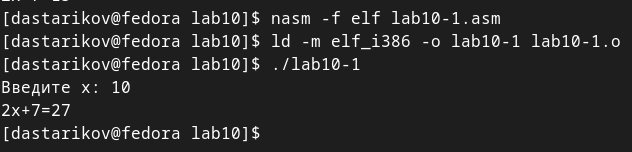 [dastarikov@fedora lab10]$ nasm -f elf lab10-1.asm
[dastarikov@fedora lab10]$ ld -m elf_i386 -o lab10-1 lab10-1.o
[dastarikov@fedora lab10]$ ./lab10-1
Введите x: 10
2x+7=27
[dastarikov@fedora lab10]$